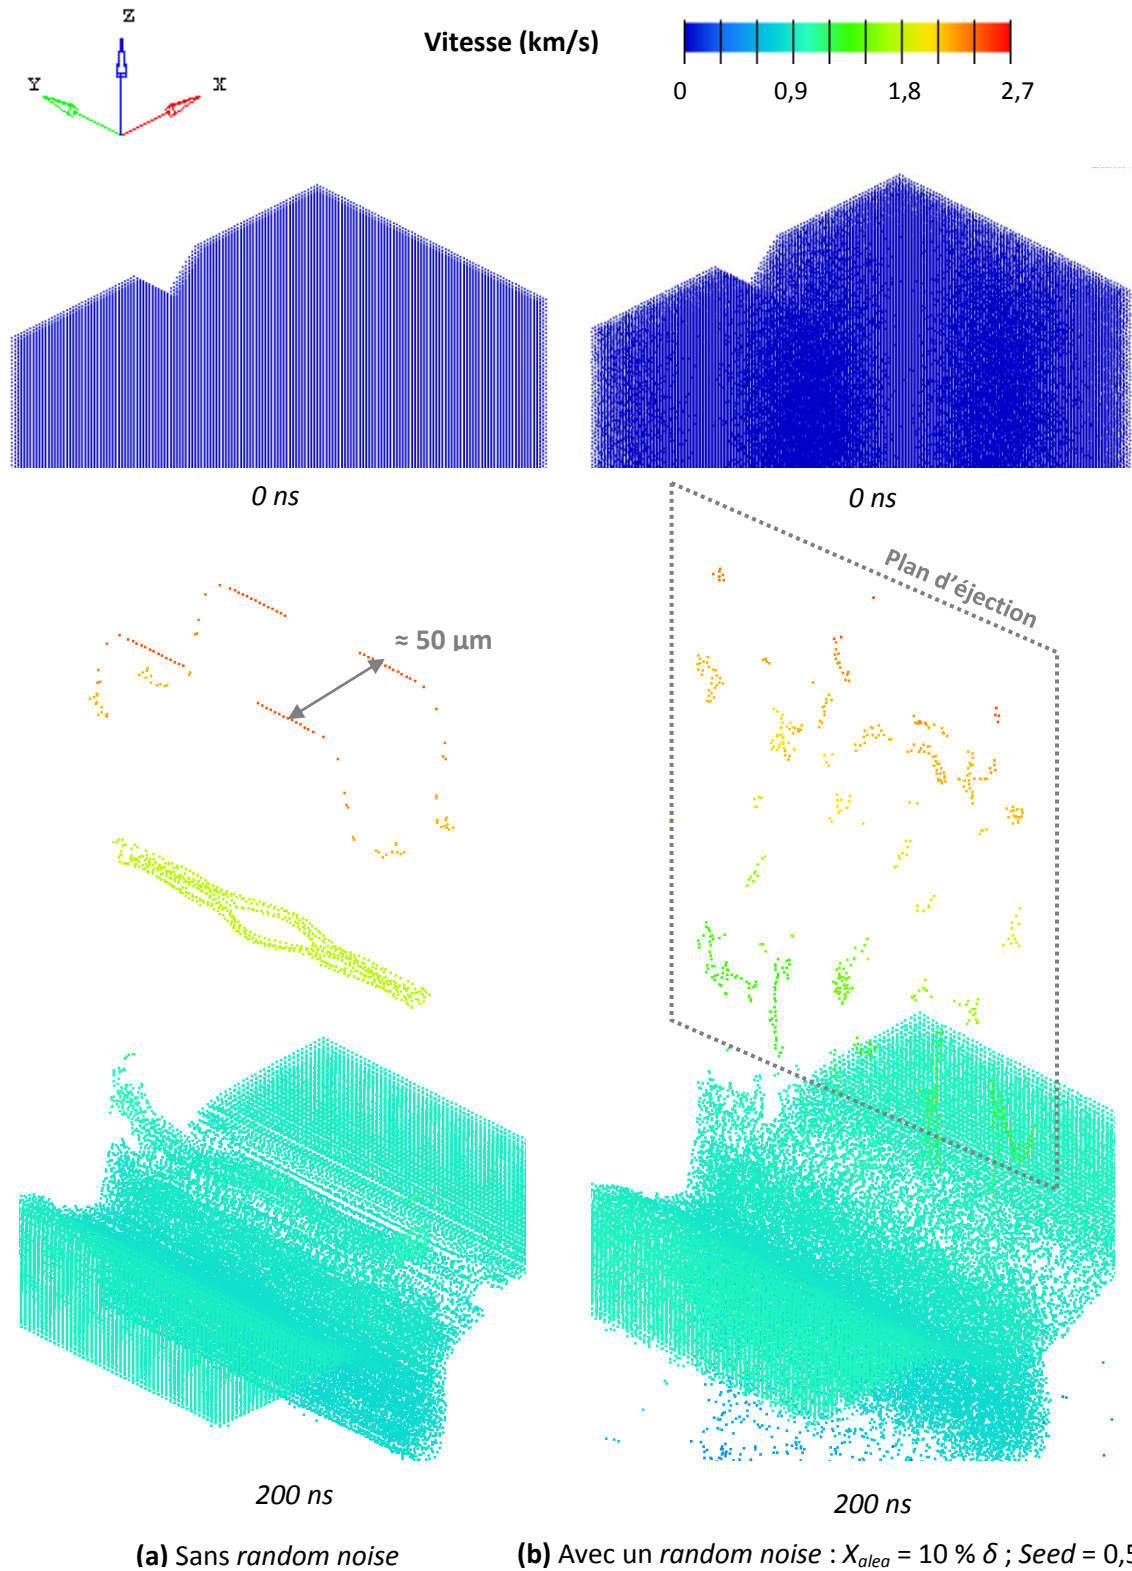 Z
Y
X
Vitesse (km/s)
0 0,9 1,8 2,7
0 ns
0 ns
Plan d'éjection
≈ 50 µm
200 ns
200 ns
(a) Sans random noise
(b) Avec un random noise : Xalea = 10 % δ ; Seed = 0,5